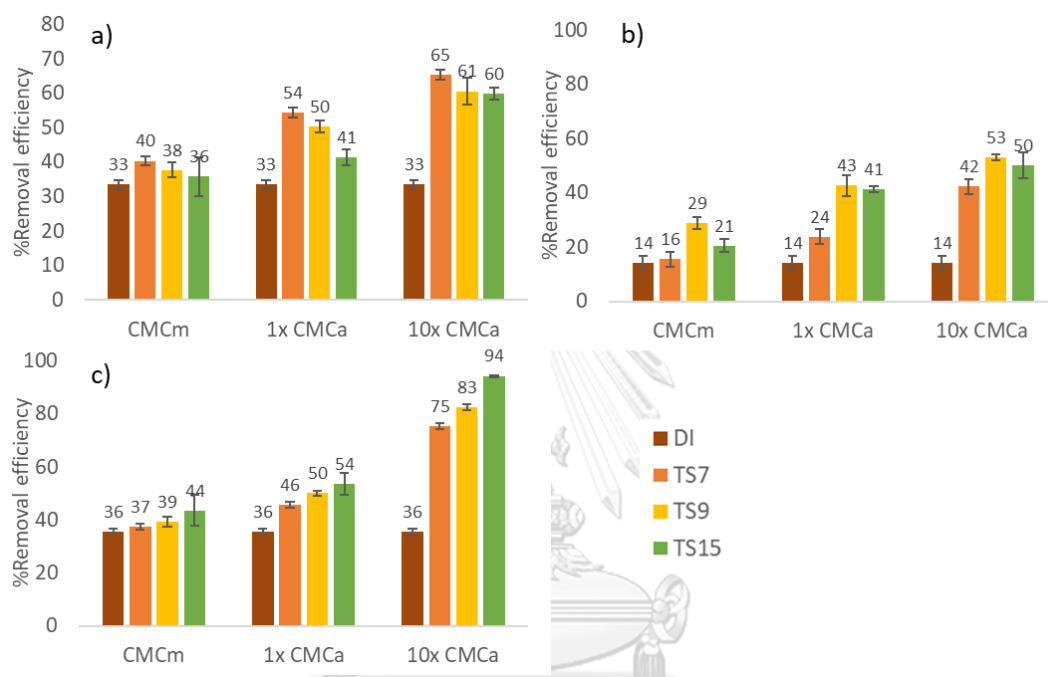 a)
%Removal efficiency
80
70
60
50
40
30
20
10
0
33 40 38 36
33 54 50 41
33 65 61 60
CMCm 1x CMCa 10x CMCa
b)
%Removal efficiency
100
80
60
40
20
0
14 16 29 21
14 24 43 41
14 42 53 50
CMCm 1x CMCa 10x CMCa
c)
%Removal efficiency
100
80
60
40
20
0
36 37 39 44
36 46 50 54
36 75 83 94
CMCm 1x CMCa 10x CMCa
DI
TS7
TS9
TS15